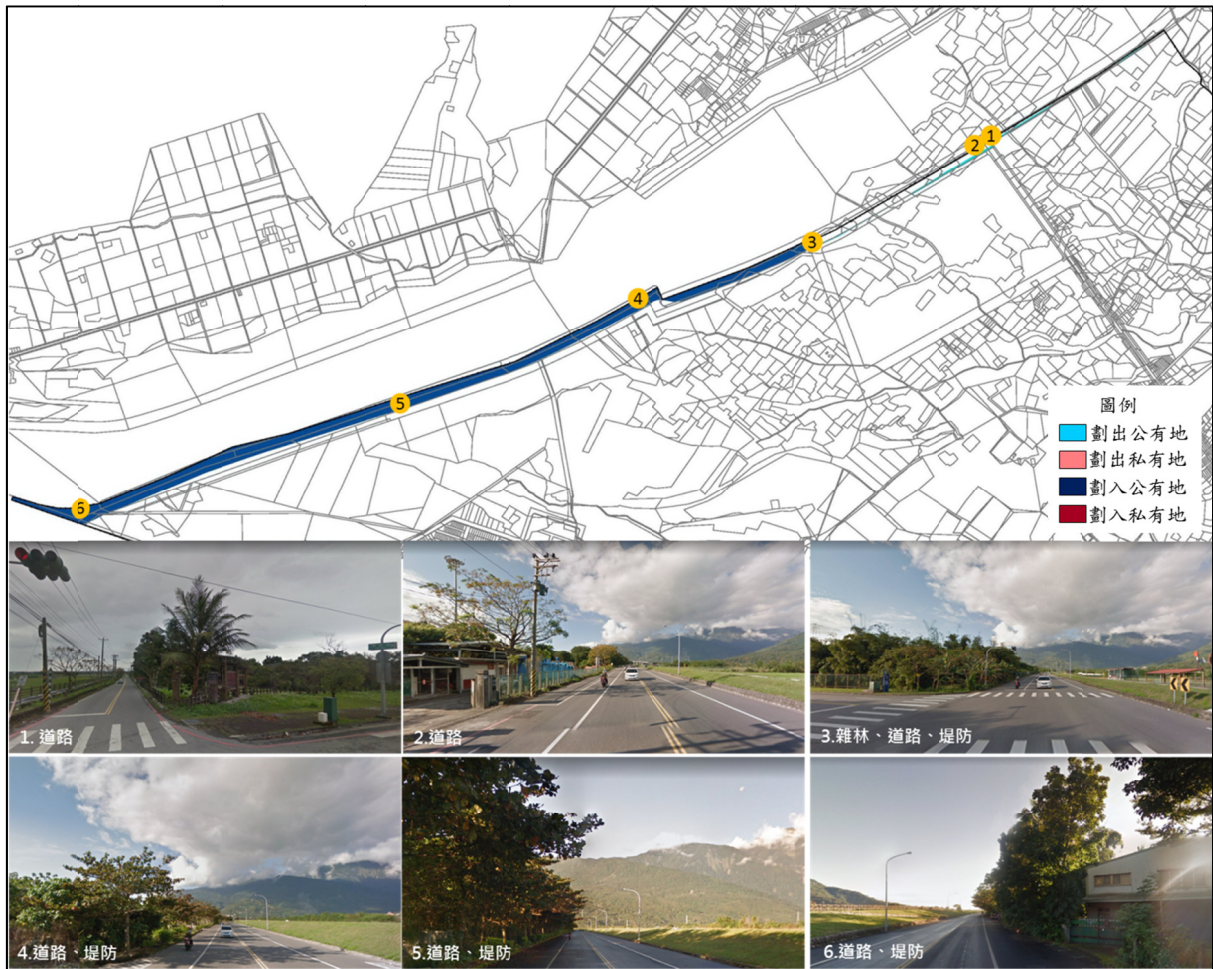 1
2
3
4
5
6
圖例
劃出公有地
劃出私有地
劃入公有地
劃入私有地
1. 道路
2.道路
3.雜林、道路、堤防
4.道路、堤防
5.道路、堤防
6.道路、堤防